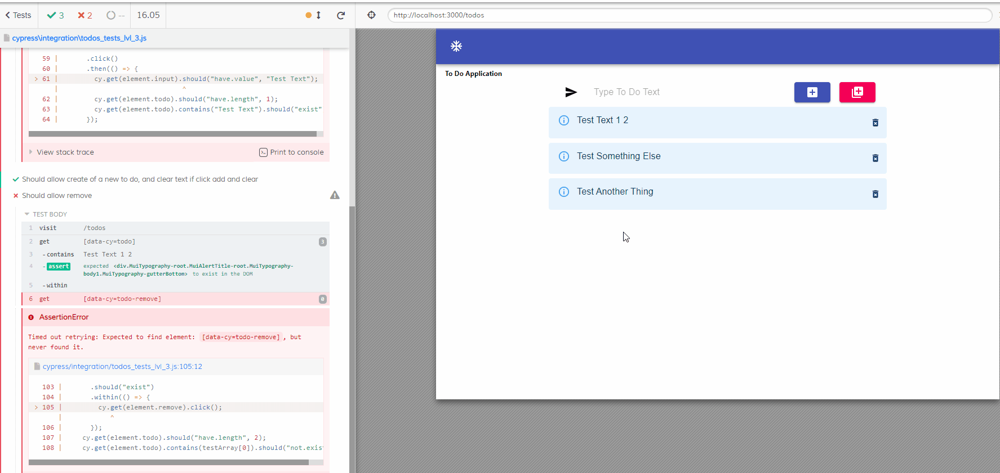 Tests 3 2 -- 16.05
http://localhost:3000/todos
cypress\integration\todos_tests_lvl_3.js
59 | .click()
60 | .then(() => {
> 61 | cy.get(element.input).should("have.value", "Test Text");
| ^
62 | cy.get(element.todo).should("have.length", 1);
63 | cy.get(element.todo).contains("Test Text").should("exist"
64 | });
View stack trace Print to console
Should allow create of a new to do, and clear text if click add and clear
Should allow remove
TEST BODY
1 visit /todos
2 get [data-cy=todo] 3
3 -contains Test Text 1 2
4 -assert expected <div.MuiTypography-root.MuiAlertTitle-root.MuiTypography-
body1.MuiTypography-gutterBottom> to exist in the DOM
5 -within
6 get [data-cy=todo-remove] 0
AssertionError
Timed out retrying: Expected to find element: [data-cy=todo-remove], but
never found it.
cypress/integration/todos_tests_lvl_3.js:105:12
103 | .should("exist")
104 | .within(() => {
> 105 | cy.get(element.remove).click();
| ^
106 | });
107 | cy.get(element.todo).should("have.length", 2);
108 | cy.get(element.todo).contains(testArray[0]).should("not.exis
To Do Application
Type To Do Text
Test Text 1 2
Test Something Else
Test Another Thing